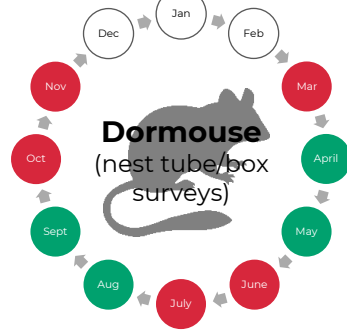 Jan
Feb
Mar
April
May
June
July
Aug
Sept
Oct
Nov
Dec
Dormouse
(nest tube/box
surveys)